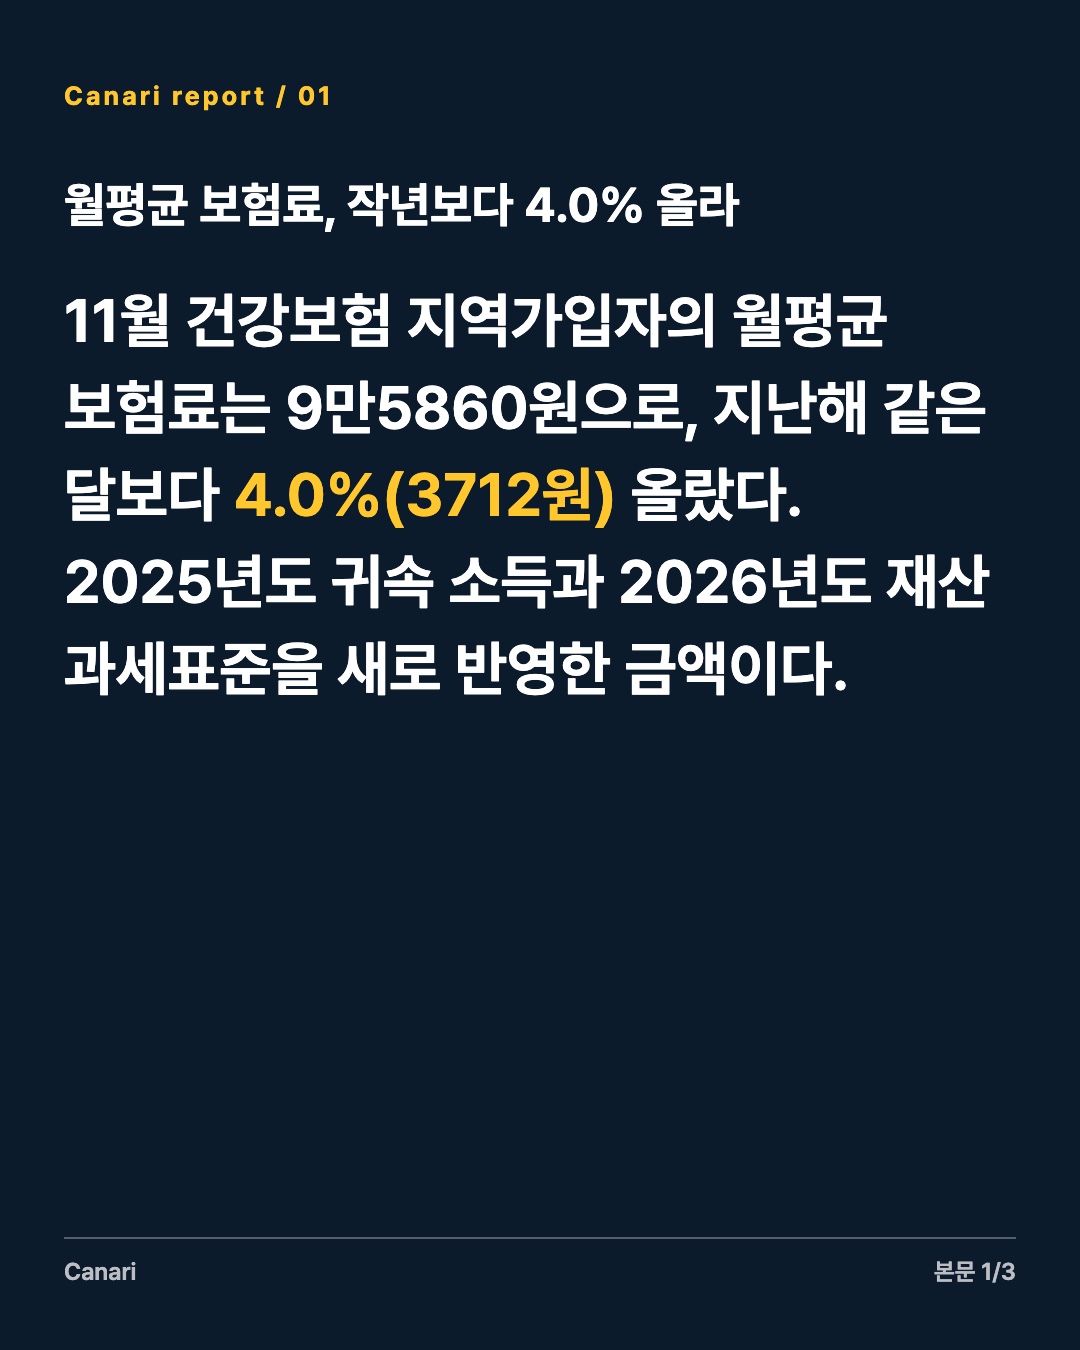 Canari report / 01
월평균 보험료, 작년보다 4.0% 올라
11월 건강보험 지역가입자의 월평균
보험료는 9만5860원으로, 지난해 같은
달보다 4.0%(3712원) 올랐다.
2025년도 귀속 소득과 2026년도 재산
과세표준을 새로 반영한 금액이다.
Canari
본문 1/3